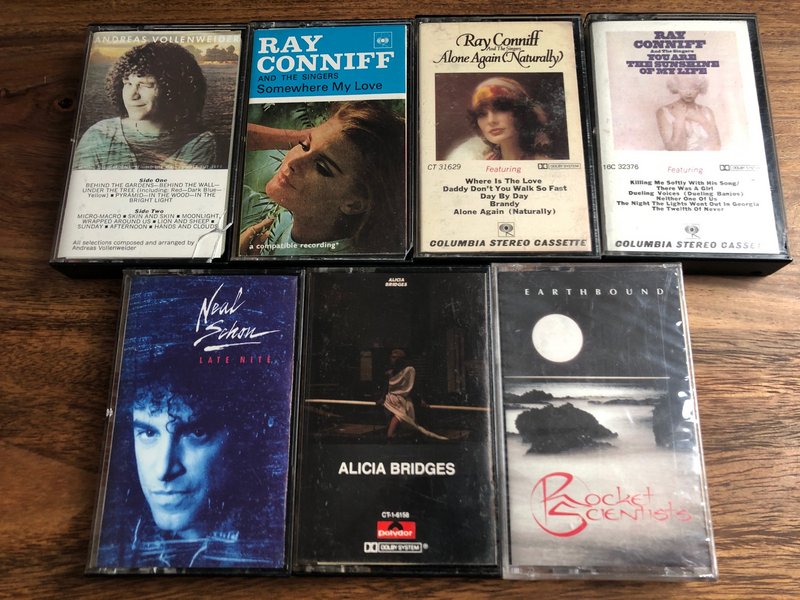 ANDREAS VOLLENWEIDER
Side One
BEHIND THE GARDENS–BEHIND THE WALL–
UNDER THE TREE (Including: Red–Dark Blue–
Yellow) ■ PYRAMID–IN THE WOOD–IN THE
BRIGHT LIGHT
Side Two
MICRO-MACRO ■ SKIN AND SKIN ■ MOONLIGHT,
WRAPPED AROUND US ■ LION AND SHEEP ■
SUNDAY ■ AFTERNOON ■ HANDS AND CLOUDS
All selections composed and arranged by
Andreas Vollenweider
RAY
CONNIFF
AND THE SINGERS
Somewhere My Love
a compatible recording*
Ray Conniff
And The Singers
Alone Again (Naturally)
CT 31629
Featuring
DOLBY SYSTEM
Where Is The Love
Daddy Don't You Walk So Fast
Day By Day
Brandy
Alone Again (Naturally)
COLUMBIA STEREO CASSETTE
RAY
CONNIFF
And The Singers
YOU ARE
THE SUNSHINE
OF MY LIFE
16C 32376
Featuring
DOLBY SYSTEM
Killing Me Softly With His Song/
There Was A Girl
Dueling Voices (Dueling Banjos)
Neither One Of Us
The Night The Lights Went Out In Georgia
The Twelfth Of Never
COLUMBIA STEREO CASSET
Neal
Schon
LATE NITE
ALICIA
BRIDGES
ALICIA BRIDGES
CT-1-6158
polydor
DOLBY SYSTEM ®
EARTHBOUND
Rocket
Scientists